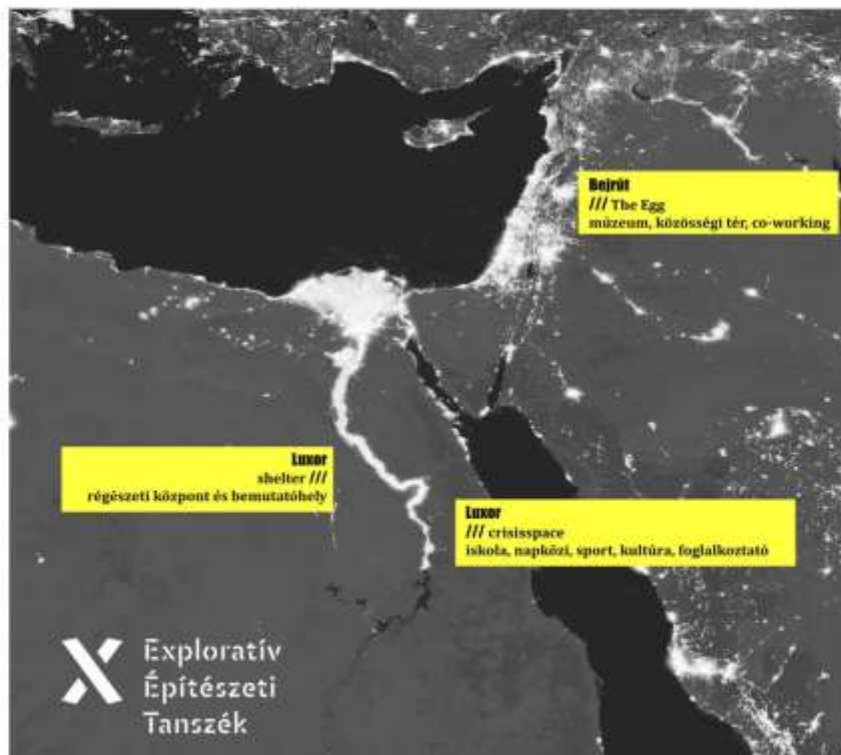 Bejrút
/// The Egg
múzeum, közösségi tér, co-working
Luxor
shelter ///
régészeti központ és bemutatóhely
Luxor
/// crisisspace
iskola, napközi, sport, kultúra, foglalkoztató
Exploratív
Építészeti
Tanszék